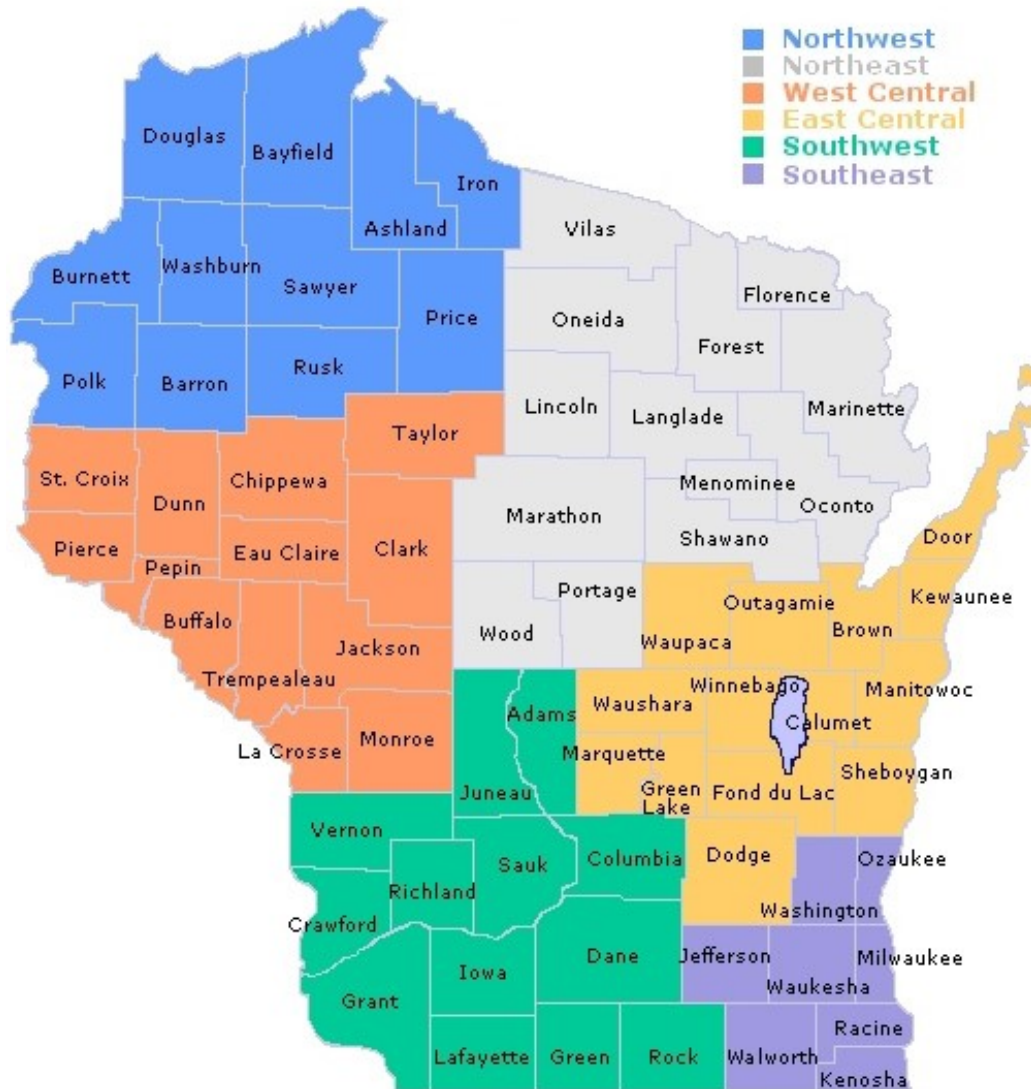 Northwest
Northeast
West Central
East Central
Southwest
Southeast
Douglas
Bayfield
Iron
Ashland
Vilas
Burnett
Washburn
Sawyer
Price
Florence
Oneida
Forest
Polk
Barron
Rusk
Lincoln
Langlade
Marinette
Taylor
St. Croix
Dunn
Chippewa
Menominee
Oconto
Marathon
Shawano
Door
Pierce
Eau Claire
Clark
Pepin
Portage
Outagamie
Kewaunee
Buffalo
Wood
Waupaca
Brown
Jackson
Trempealeau
Winnebago
Manitowoc
Waushara
Adams
Calumet
La Crosse
Monroe
Marquette
Sheboygan
Juneau
Green
Lake
Fond du Lac
Vernon
Sauk
Columbia
Dodge
Ozaukee
Richland
Washington
Crawford
Dane
Jefferson
Milwaukee
Iowa
Waukesha
Grant
Racine
Lafayette
Green
Rock
Walworth
Kenosha